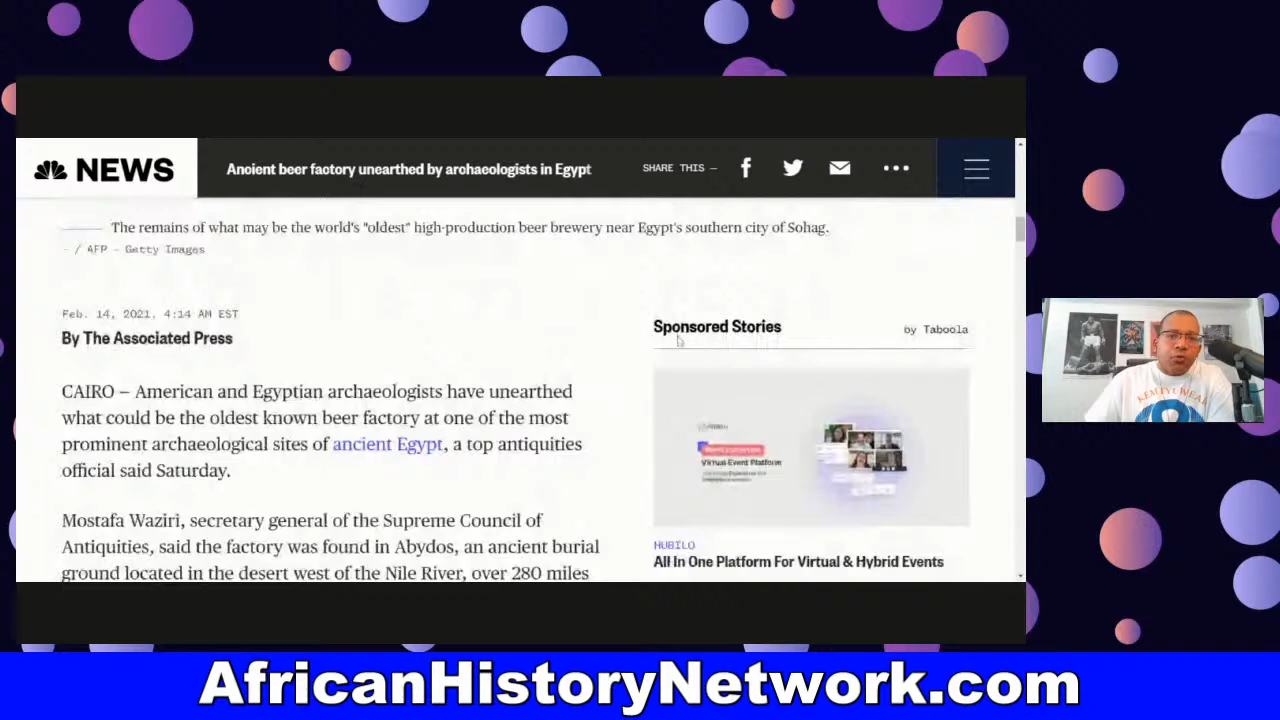 NEWS
Ancient beer factory unearthed by archaeologists in Egypt
SHARE THIS —
The remains of what may be the world's "oldest" high-production beer brewery near Egypt's southern city of Sohag.
- / AFP - Getty Images
Feb. 14, 2021, 4:14 AM EST
By The Associated Press
CAIRO — American and Egyptian archaeologists have unearthed
what could be the oldest known beer factory at one of the most
prominent archaeological sites of ancient Egypt, a top antiquities
official said Saturday.
Mostafa Waziri, secretary general of the Supreme Council of
Antiquities, said the factory was found in Abydos, an ancient burial
ground located in the desert west of the Nile River, over 280 miles
Sponsored Stories
by Taboola
Virtual Event Platform
HUBILO
All In One Platform For Virtual & Hybrid Events
AfricanHistoryNetwork.com